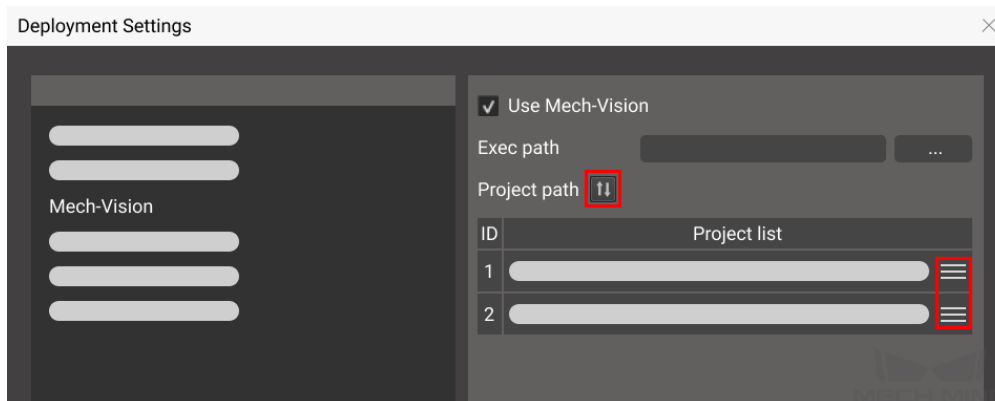 Deployment Settings
Mech-Vision
Use Mech-Vision
Exec path ...
Project path
ID Project list
1
2